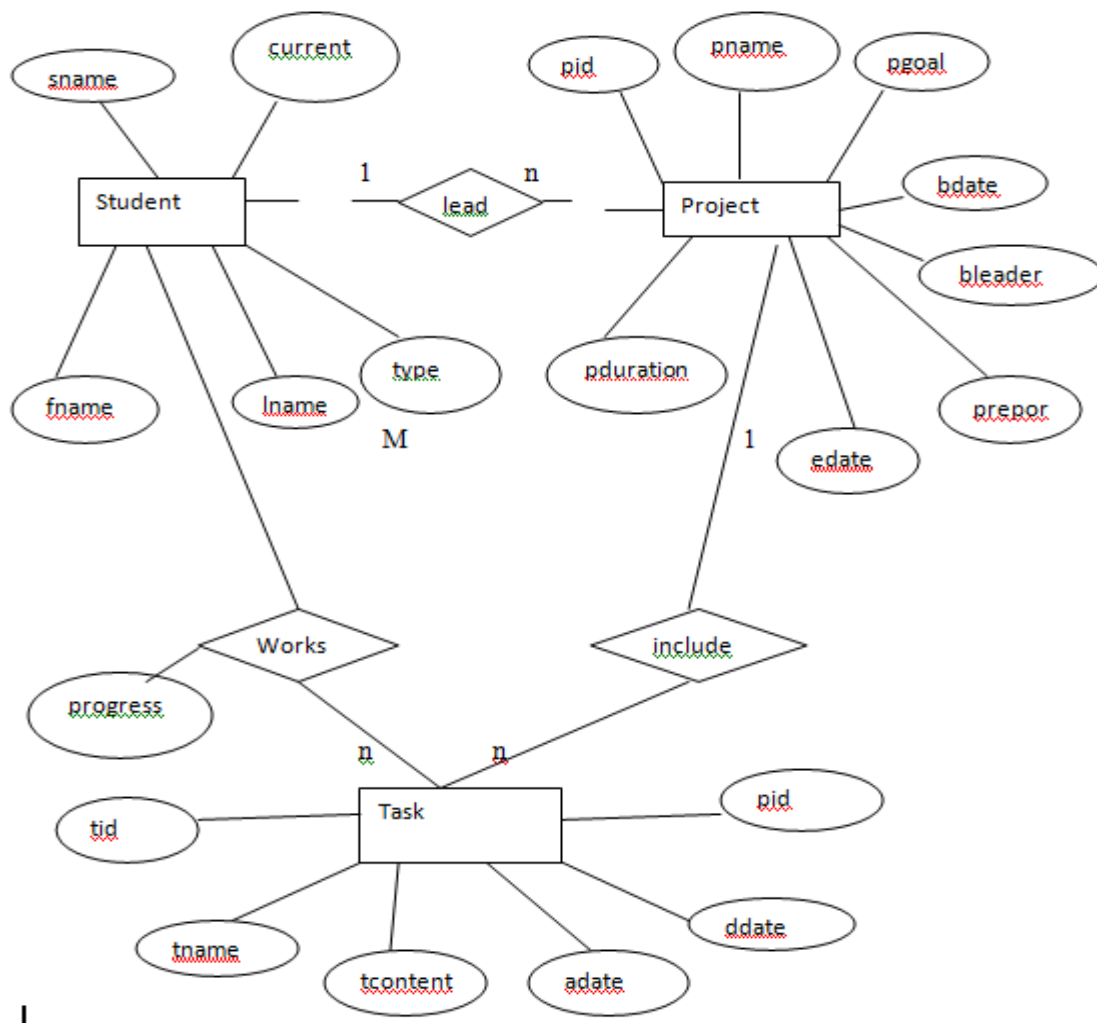 current
pname
sname
pid
pgoal
bdate
1
n
Student
lead
Project
bleader
type
pduration
fname
lname
prepor
M
1
edate
Works
include
progress
n
n
Task
pid
tid
ddate
tname
tcontent
adate